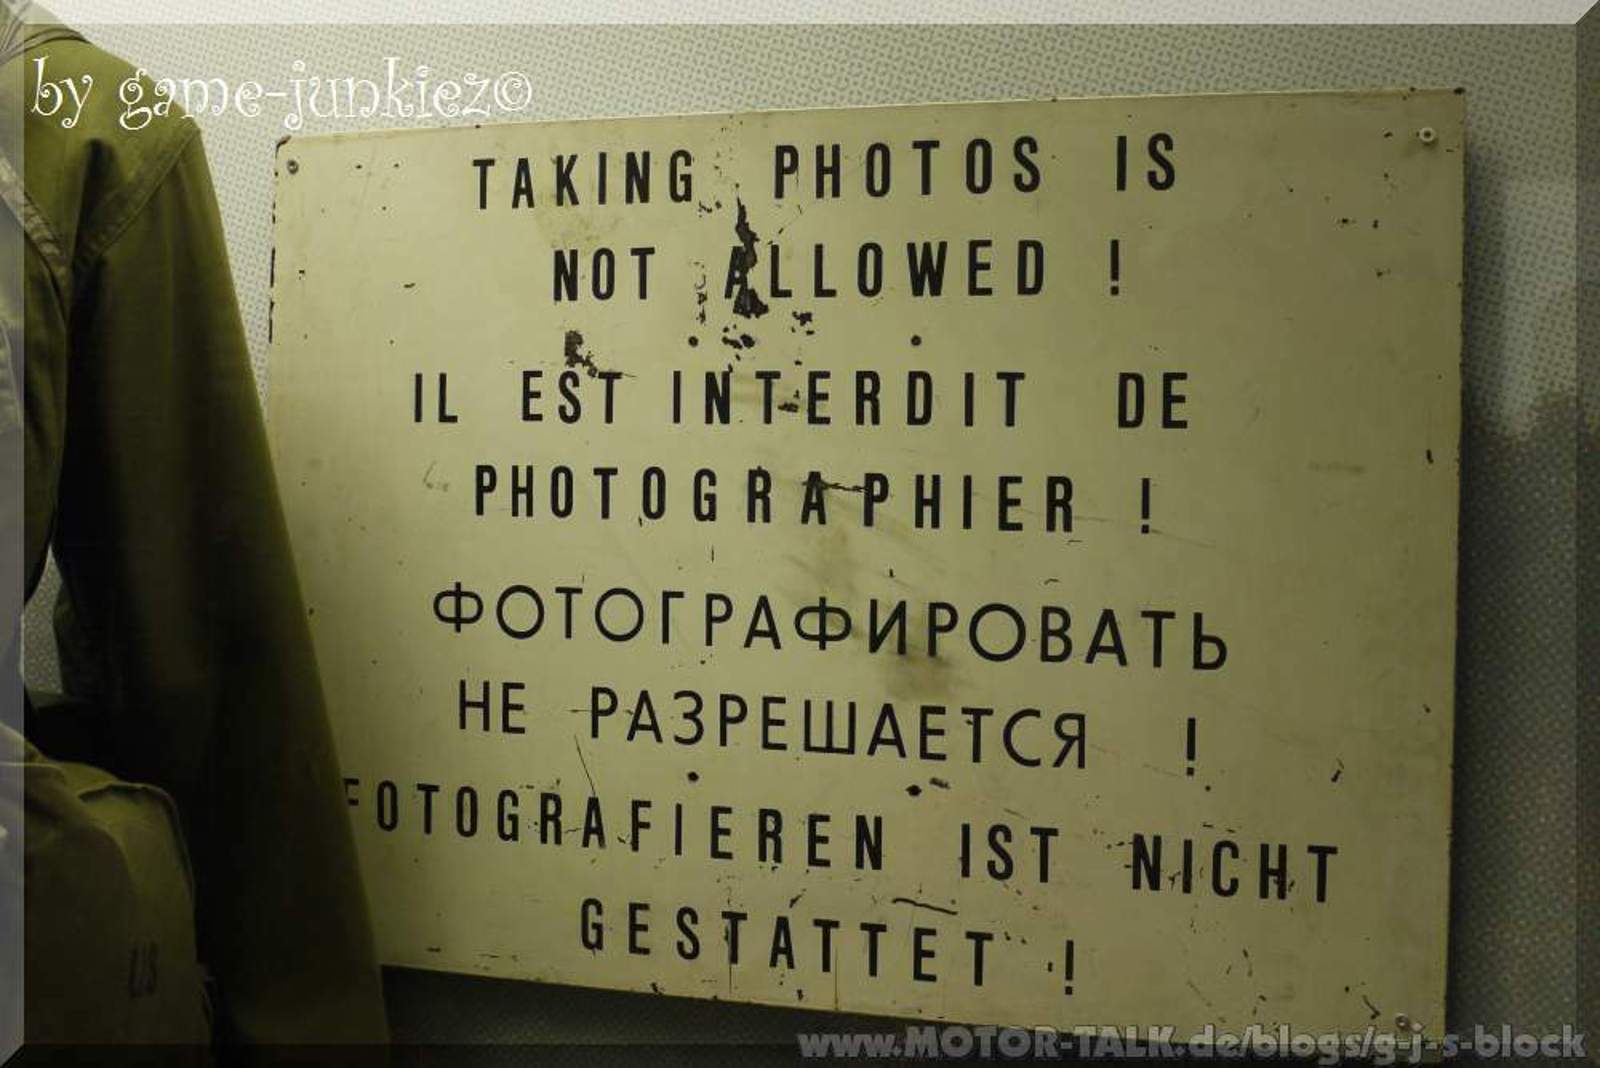 by game-junkiez©
TAKING PHOTOS IS
NOT ALLOWED !
IL EST INTERDIT DE
PHOTOGRAPHIER !
ФОТОГРАФИРОВАТЬ
НЕ РАЗРЕШАЕТСЯ !
FOTOGRAFIEREN IST NICHT
GESTATTET !
US
www.MOTOR-TALK.de/blogs/g-j-s-block